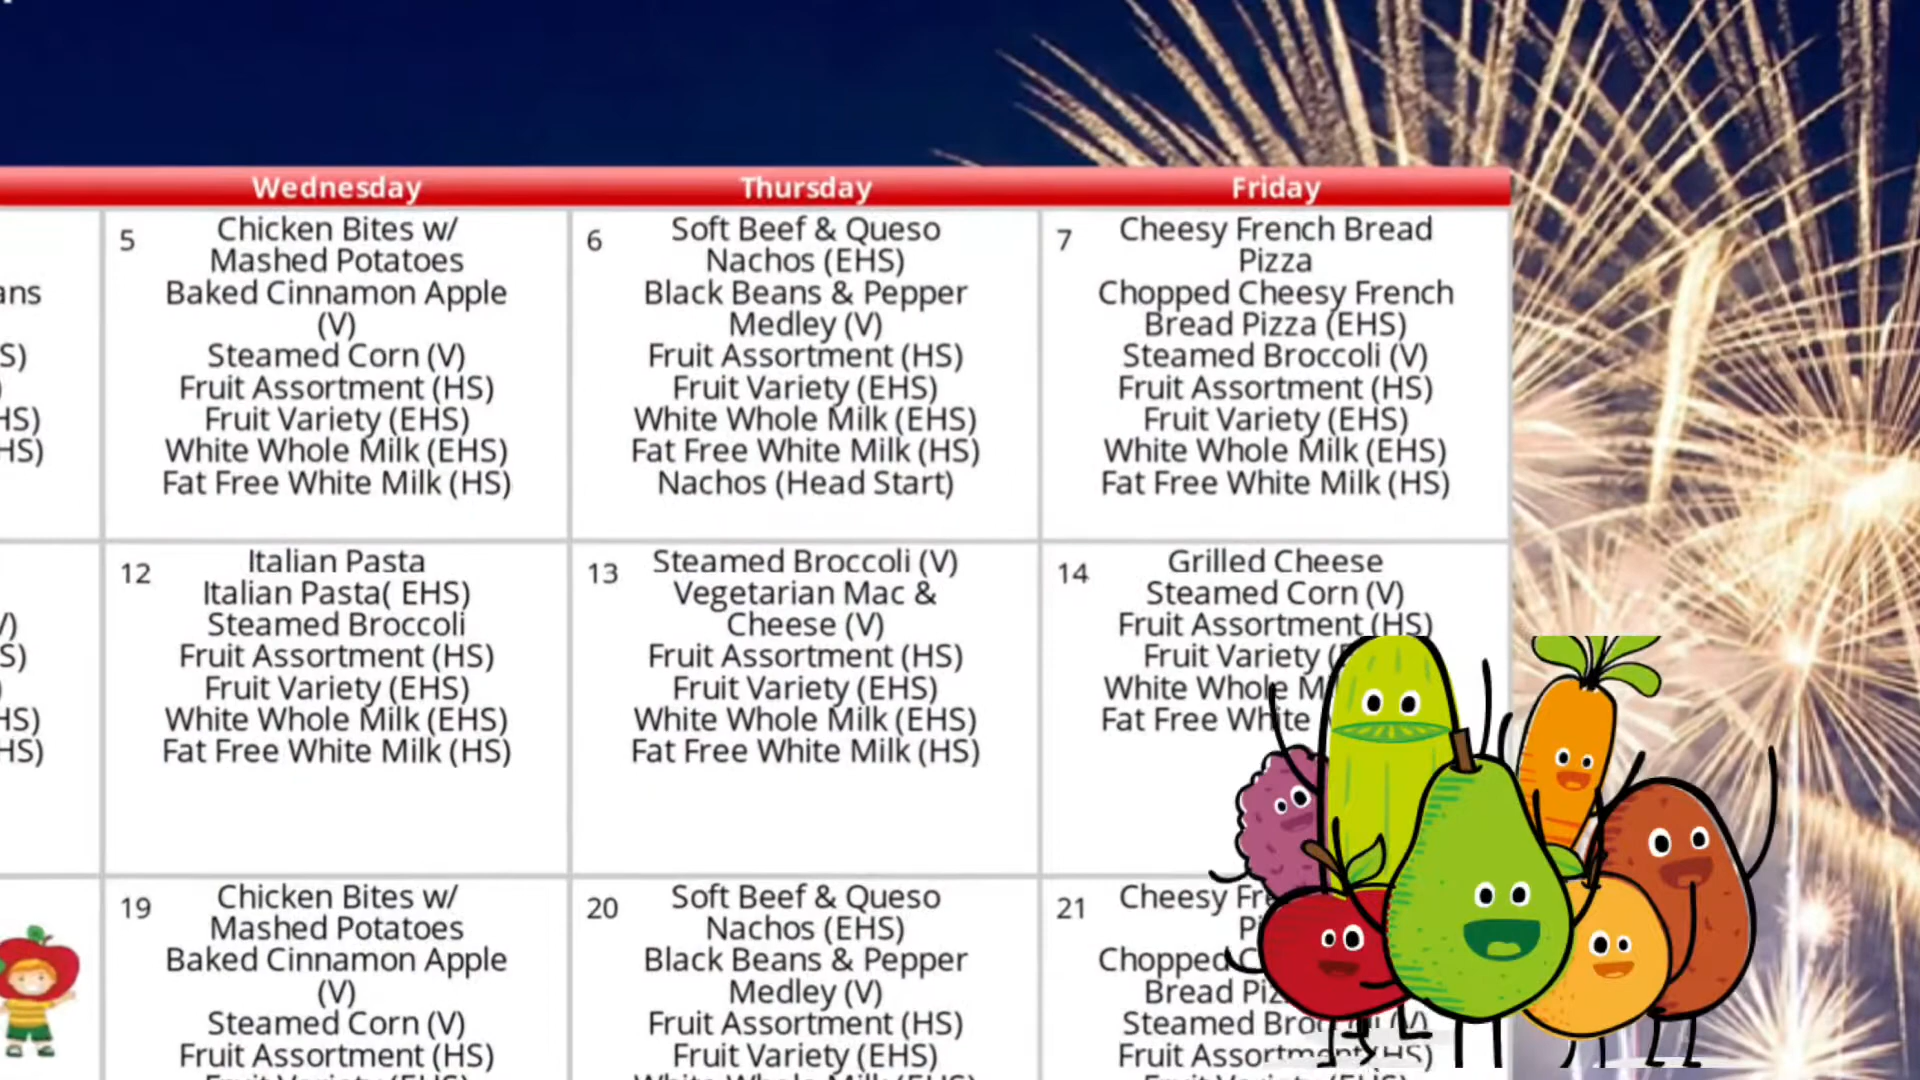 Wednesday
Thursday
Friday
ans
S)
)
HS)
HS)
5
Chicken Bites w/
Mashed Potatoes
Baked Cinnamon Apple
(V)
Steamed Corn (V)
Fruit Assortment (HS)
Fruit Variety (EHS)
White Whole Milk (EHS)
Fat Free White Milk (HS)
6
Soft Beef & Queso
Nachos (EHS)
Black Beans & Pepper
Medley (V)
Fruit Assortment (HS)
Fruit Variety (EHS)
White Whole Milk (EHS)
Fat Free White Milk (HS)
Nachos (Head Start)
7
Cheesy French Bread
Pizza
Chopped Cheesy French
Bread Pizza (EHS)
Steamed Broccoli (V)
Fruit Assortment (HS)
Fruit Variety (EHS)
White Whole Milk (EHS)
Fat Free White Milk (HS)
V)
S)
)
HS)
HS)
12
Italian Pasta
Italian Pasta( EHS)
Steamed Broccoli
Fruit Assortment (HS)
Fruit Variety (EHS)
White Whole Milk (EHS)
Fat Free White Milk (HS)
13
Steamed Broccoli (V)
Vegetarian Mac &
Cheese (V)
Fruit Assortment (HS)
Fruit Variety (EHS)
White Whole Milk (EHS)
Fat Free White Milk (HS)
14
Grilled Cheese
Steamed Corn (V)
Fruit Assortment (HS)
Fruit Variety (
White Whole M
Fat Free White
19
Chicken Bites w/
Mashed Potatoes
Baked Cinnamon Apple
(V)
Steamed Corn (V)
Fruit Assortment (HS)
20
Soft Beef & Queso
Nachos (EHS)
Black Beans & Pepper
Medley (V)
Fruit Assortment (HS)
Fruit Variety (EHS)
21
Cheesy Fre
Pi
Chopped C
Bread Piz
Steamed Bro (V)
Fruit Assortment (HS)